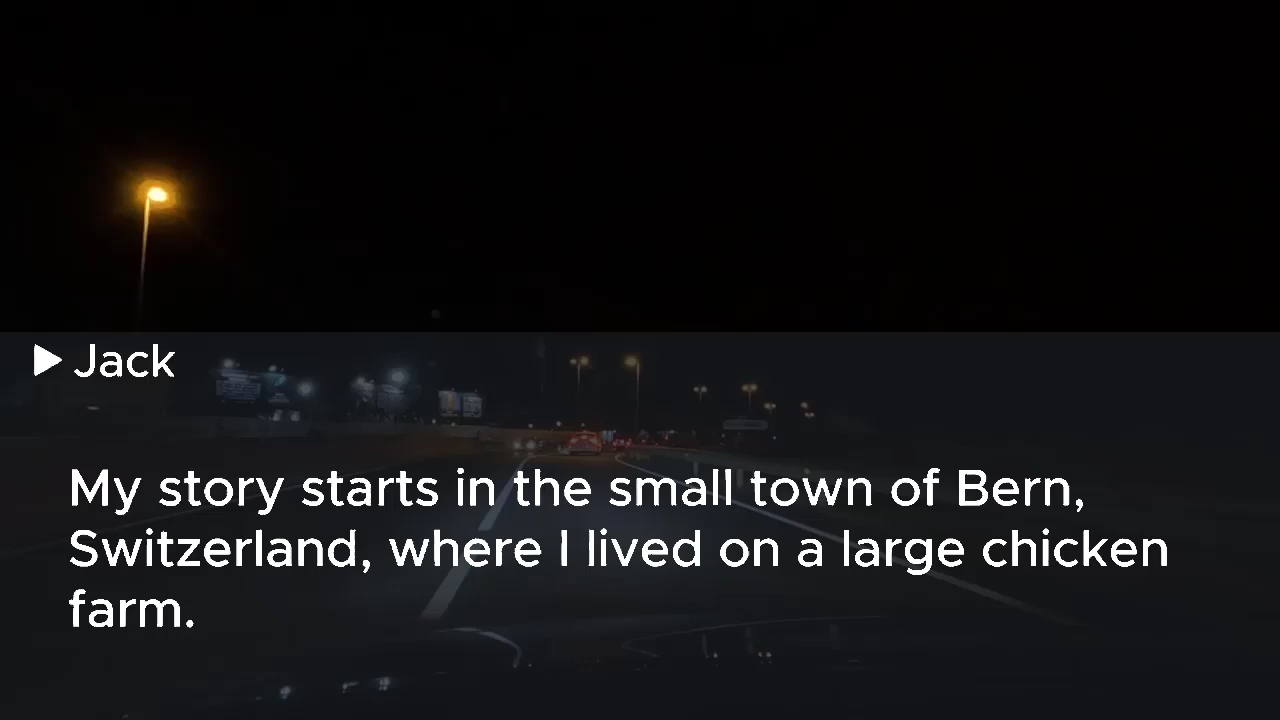 Jack
My story starts in the small town of Bern,
Switzerland, where I lived on a large chicken
farm.